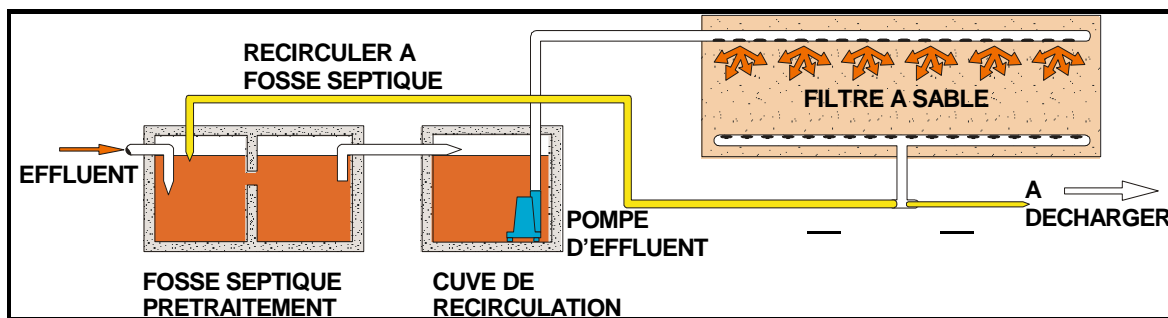 RECIRCULER A
FOSSE SEPTIQUE
FILTRE A SABLE
EFFLUENT
A
DECHARGER
POMPE
D'EFFLUENT
FOSSE SEPTIQUE
PRETRAITEMENT
CUVE DE
RECIRCULATION